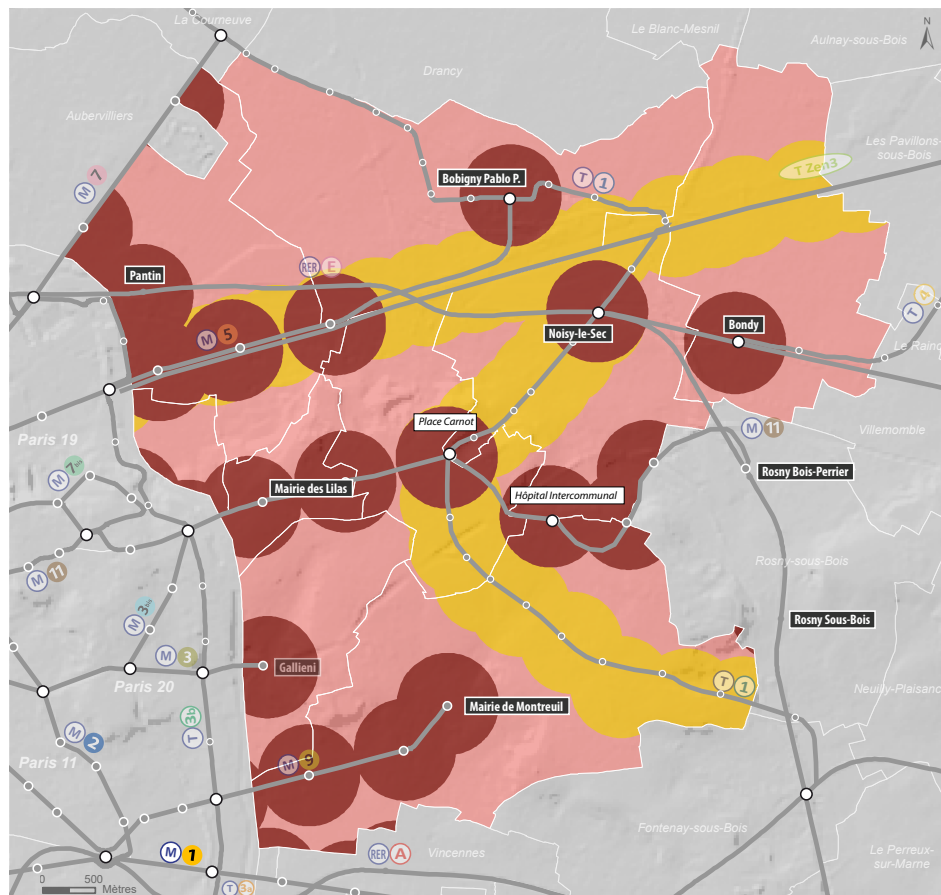 La Courneuve
Le Blanc-Mesnil
N
Aulnay-sous-Bois
Drancy
Aubervilliers
Les Pavillons-
sous-Bois
T Zen3
M 7
Bobigny Pablo P.
T 1
Pantin
RER E
T 4
M 5
Noisy-le-Sec
Bondy
Le Rainc
Place Carnot
M 11
Villemomble
Paris 19
M 7bis
Rosny Bois-Perrier
Mairie des Lilas
Hôpital Intercommunal
M 11
Rosny-sous-Bois
M 3bis
Rosny Sous-Bois
M 3
Gallieni
Paris 20
T 1
Neuilly-Plaisanc
M 2
T 3b
Mairie de Montreuil
Paris 11
M 9
Fontenay-sous-Bois
M 1
RER A
Vincennes
Le Perreux-
sur-Marne
T 3a
0 500
Mètres